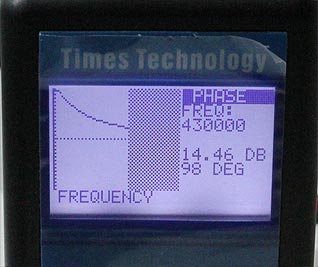 Times Technology
PHASE
FREQ:
430000
14.46 DB
98 DEG
FREQUENCY